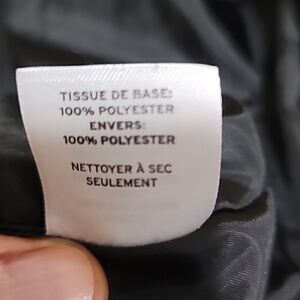 TISSUE DE BASE:
100% POLYESTER
ENVERS:
100% POLYESTER
NETTOYER À SEC
SEULEMENT